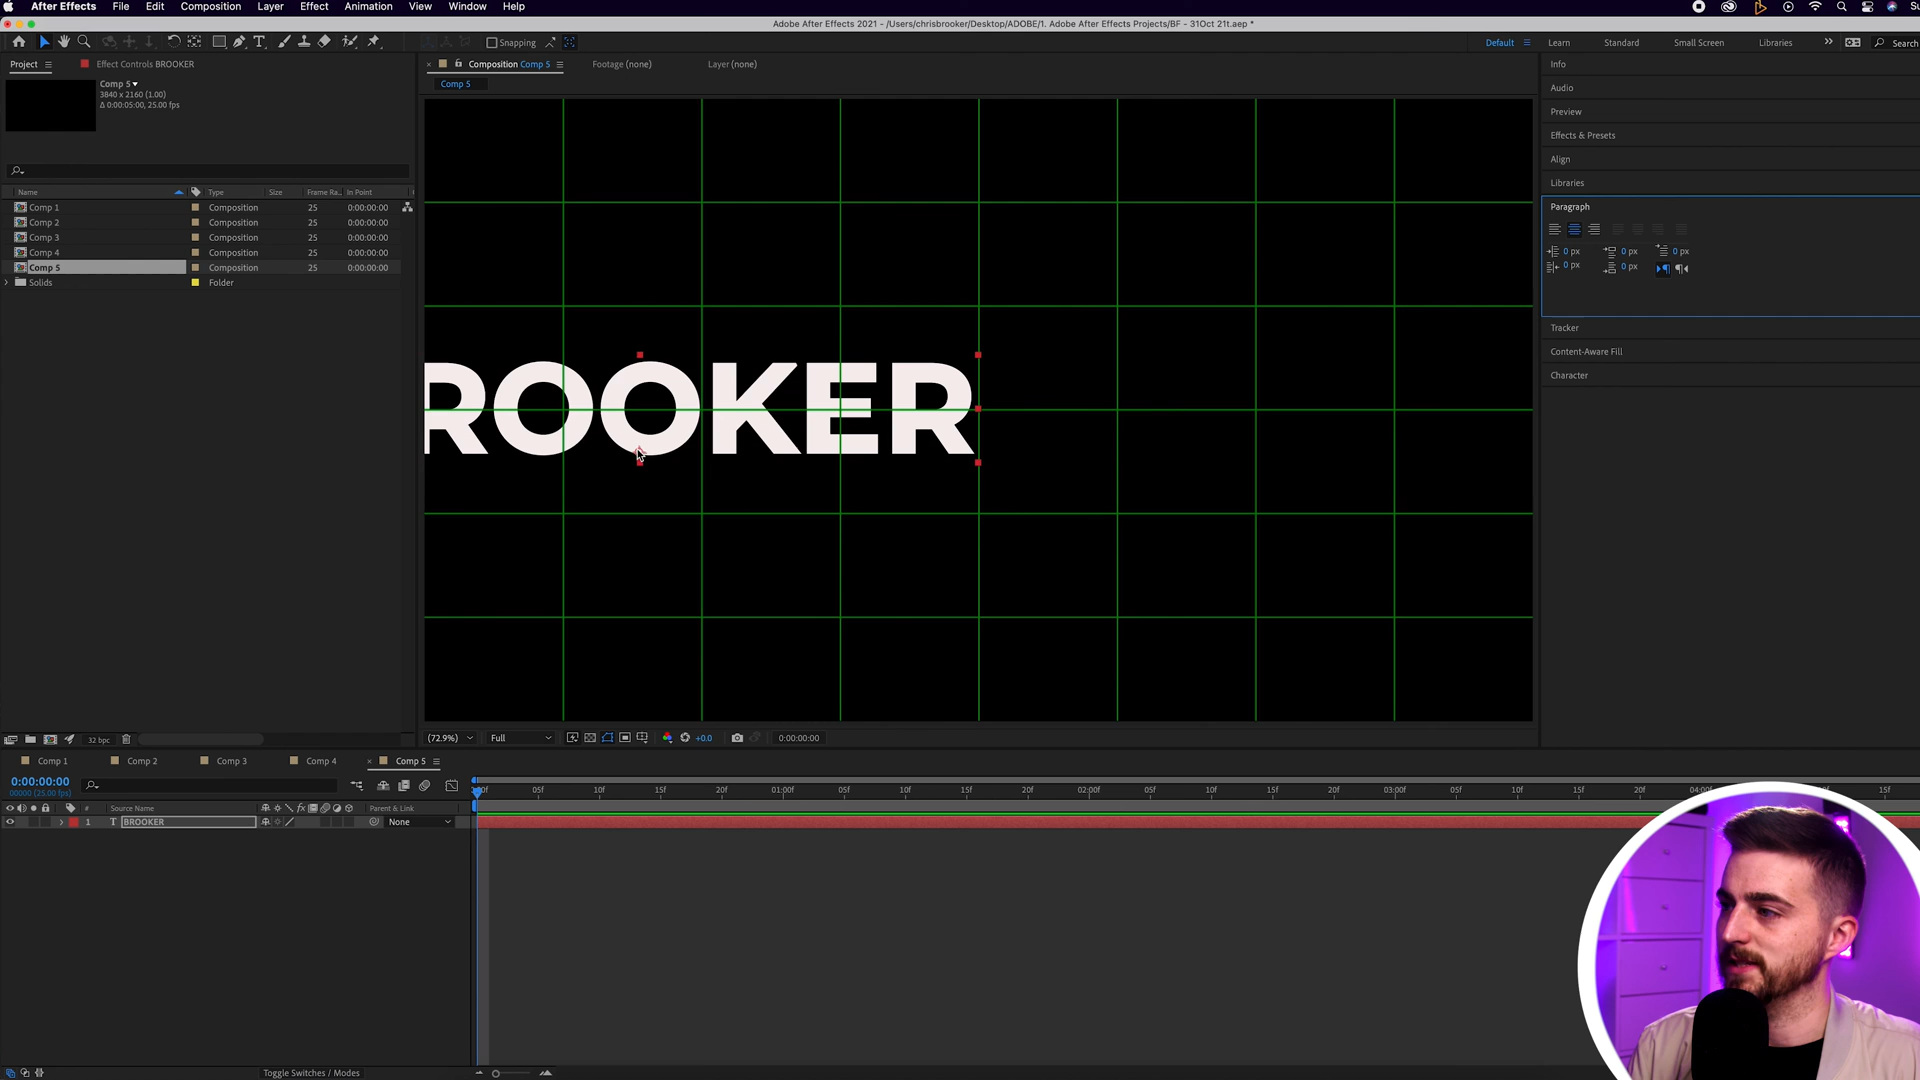 After Effects File Edit Composition Layer Effect Animation View Window Help
Adobe After Effects 2021 - /Users/chrisbrooker/Desktop/ADOBE/1. Adobe After Effects Projects/BF - 31Oct 21t.aep *
Snapping
Default Learn Standard Small Screen Libraries Search
Project Effect Controls BROOKER
Composition Comp 5 Footage (none) Layer (none)
Comp 5
3840 x 2160 (1.00)
Δ 0:00:05:00, 25.00 fps
Comp 5
Name Type Size Frame Ra... In Point
Comp 1 Composition 25 0:00:00:00
Comp 2 Composition 25 0:00:00:00
Comp 3 Composition 25 0:00:00:00
Comp 4 Composition 25 0:00:00:00
Comp 5 Composition 25 0:00:00:00
Solids Folder
ROOKER
Info
Audio
Preview
Effects & Presets
Align
Libraries
Paragraph
0 px 0 px 0 px
0 px 0 px
Tracker
Content-Aware Fill
Character
32 bpc
(72.9%) Full +0.0 0:00:00:00
Comp 1 Comp 2 Comp 3 Comp 4 Comp 5
0:00:00:00
00000 (25.00 fps)
05f 10f 15f 20f 01:00f 05f 10f 15f 20f 02:00f 05f 10f 15f 20f 03:00f 05f 10f 15f 20f 04:00f 15f
# Source Name fx Parent & Link
1 T BROOKER None
Toggle Switches / Modes